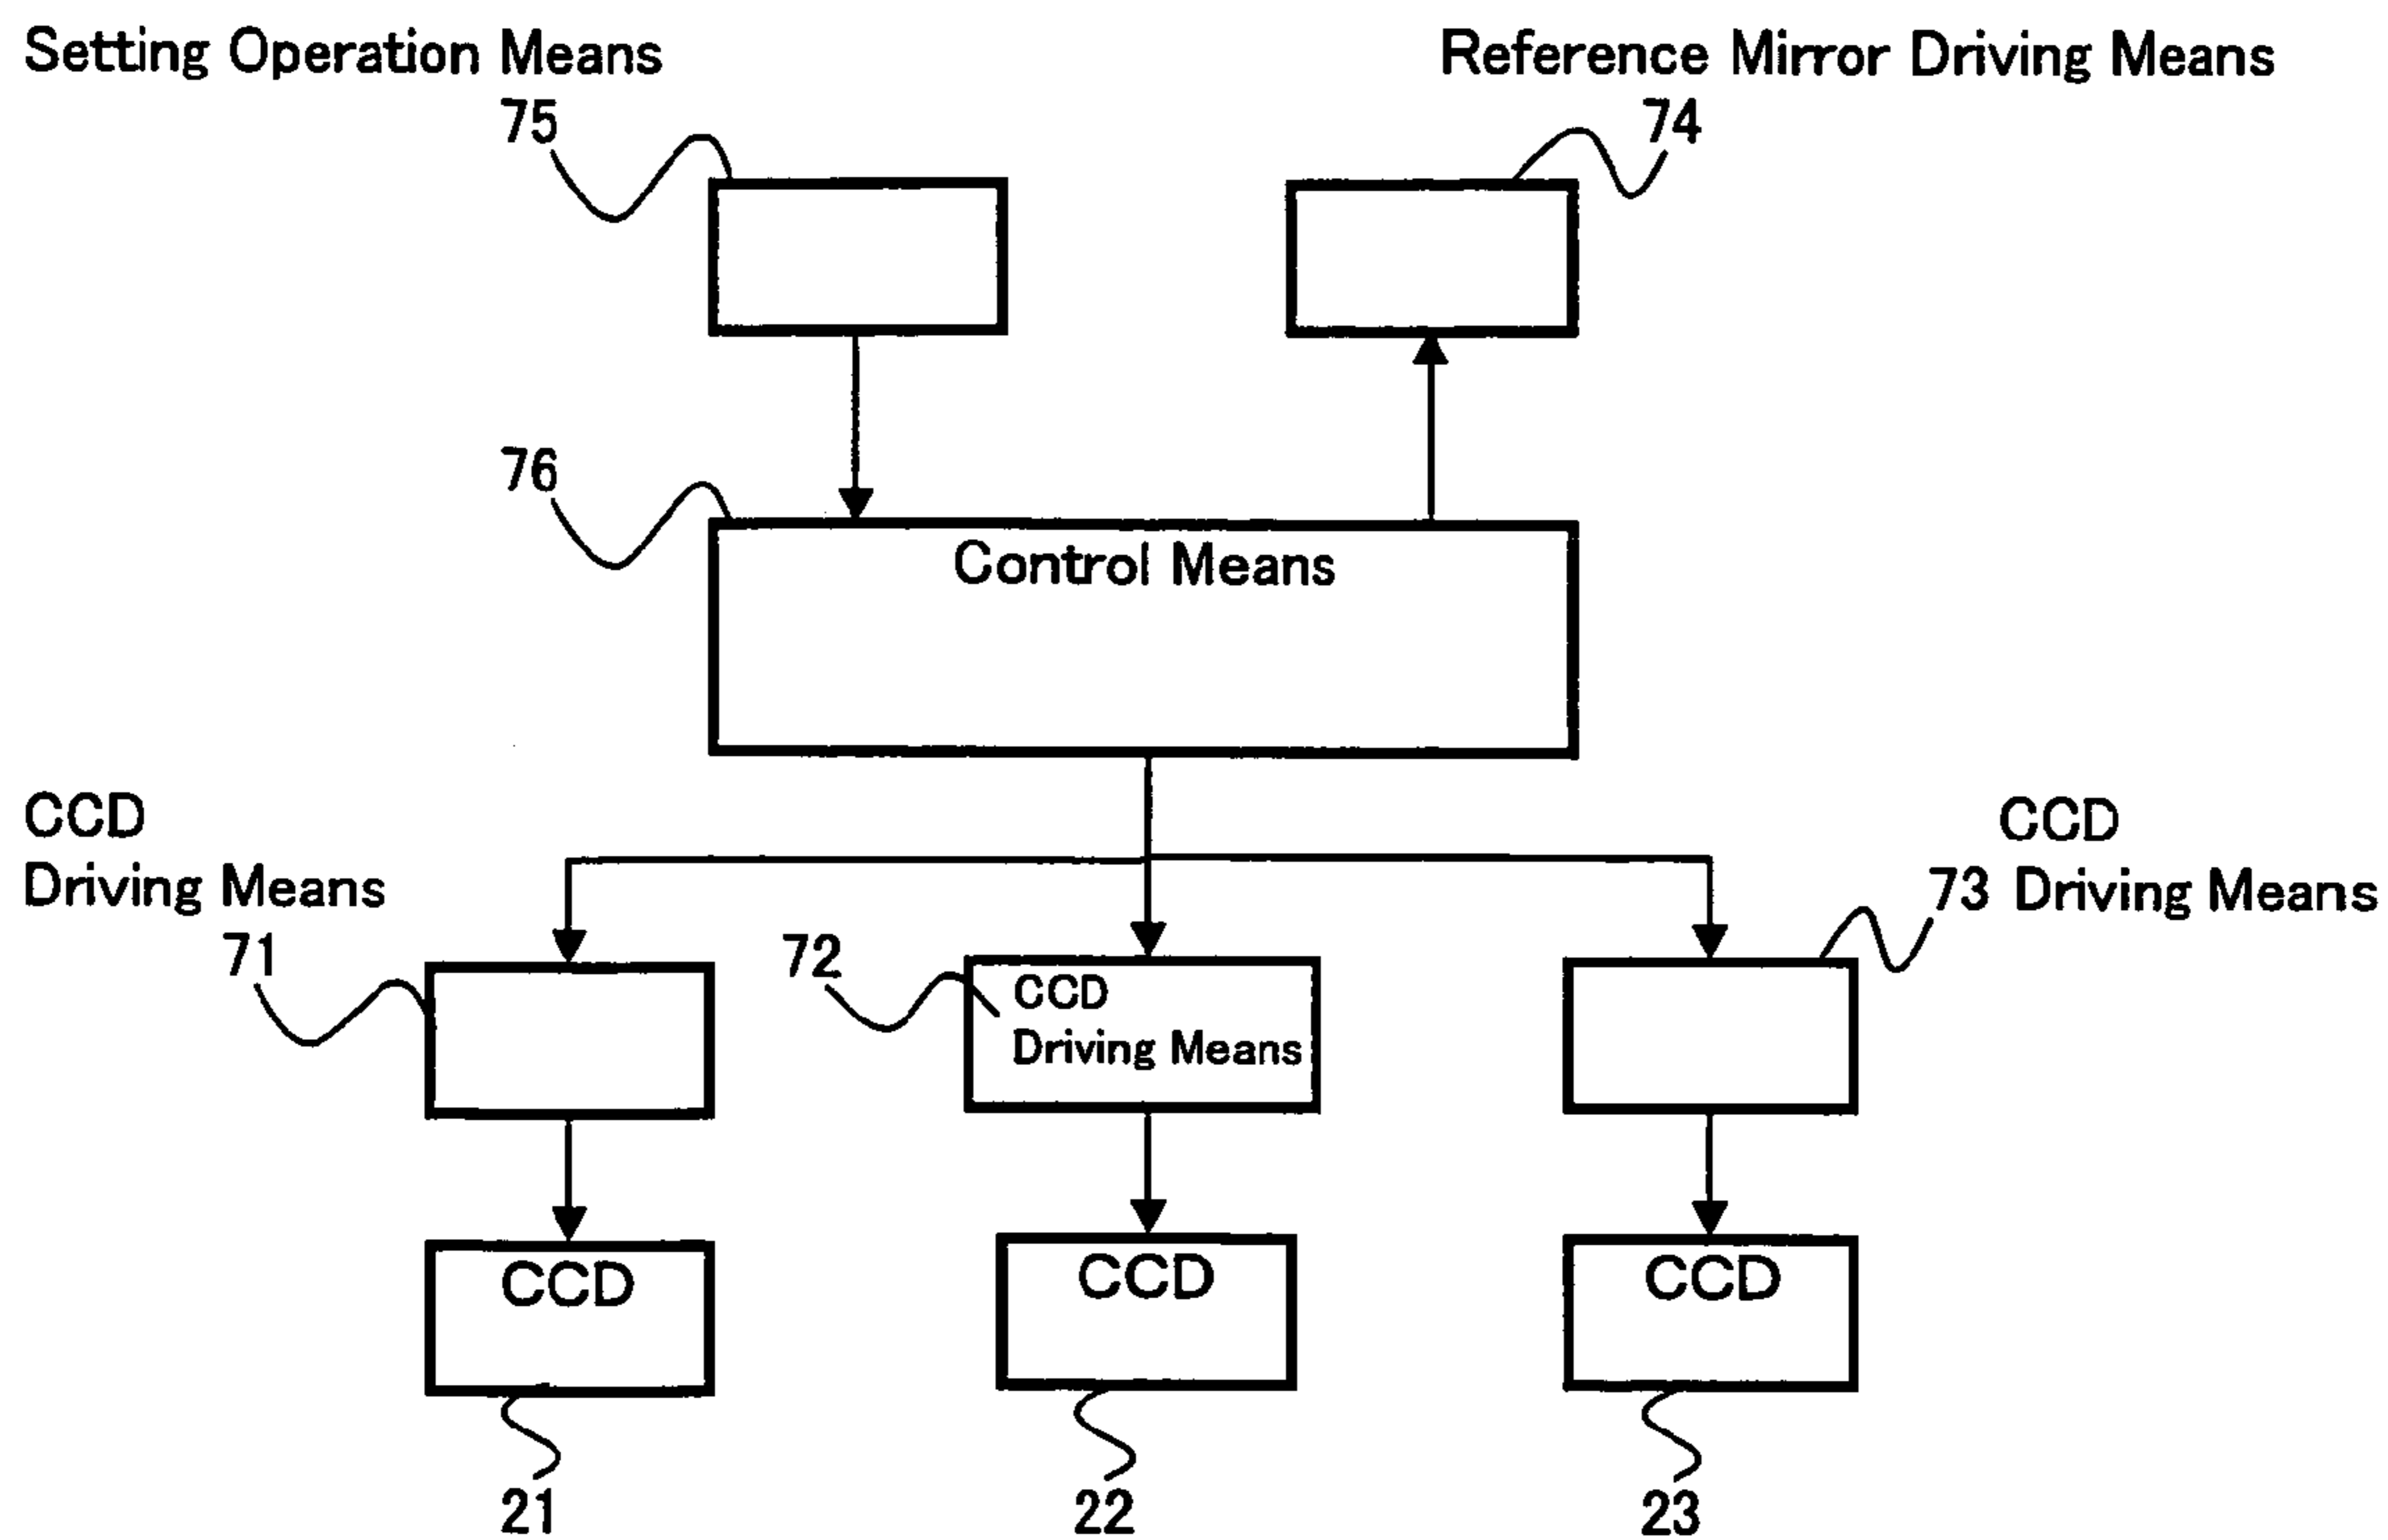 Setting Operation Means
75
Reference Mirror Driving Means
74
76
Control Means
CCD
Driving Means
71
72
CCD
Driving Means
CCD
73 Driving Means
CCD
CCD
CCD
21
22
23